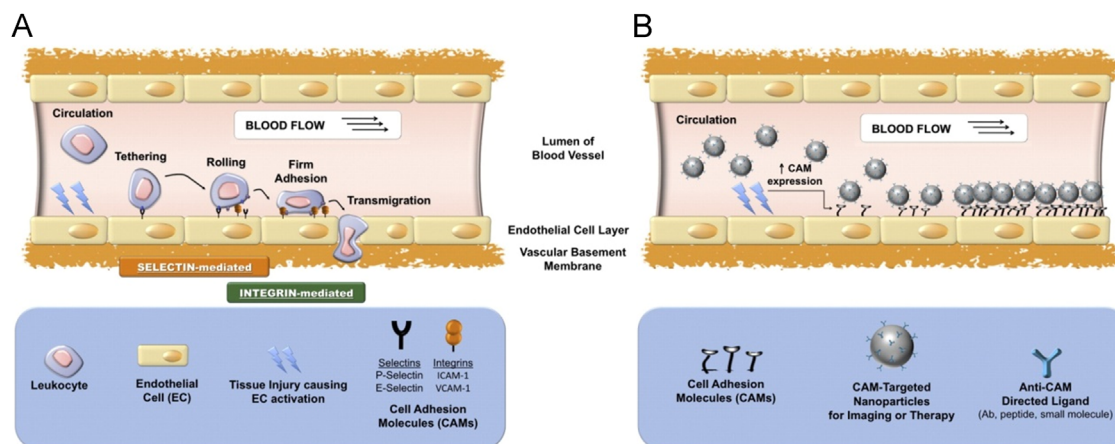 A
Circulation
BLOOD FLOW
Tethering
Rolling
Firm
Adhesion
Transmigration
SELECTIN-mediated
INTEGRIN-mediated
Lumen of
Blood Vessel
Endothelial Cell Layer
Vascular Basement
Membrane
Leukocyte
Endothelial
Cell (EC)
Tissue Injury causing
EC activation
Selectins
P-Selectin
E-Selectin
Integrins
ICAM-1
VCAM-1
Cell Adhesion
Molecules (CAMs)
B
Circulation
BLOOD FLOW
↑ CAM
expression
Cell Adhesion
Molecules (CAMs)
CAM-Targeted
Nanoparticles
for Imaging or Therapy
Anti-CAM
Directed Ligand
(Ab, peptide, small molecule)